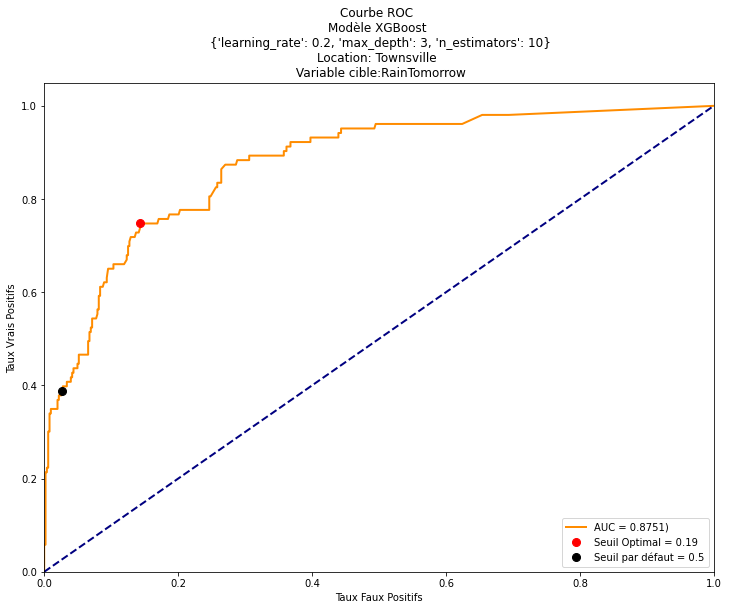 Courbe ROC
Modèle XGBoost
{'learning_rate': 0.2, 'max_depth': 3, 'n_estimators': 10}
Location: Townsville
Variable cible:RainTomorrow
Taux Vrais Positifs
1.0
0.8
0.6
0.4
0.2
0.0
AUC = 0.8751)
Seuil Optimal = 0.19
Seuil par défaut = 0.5
0.0 0.2 0.4 0.6 0.8 1.0
Taux Faux Positifs